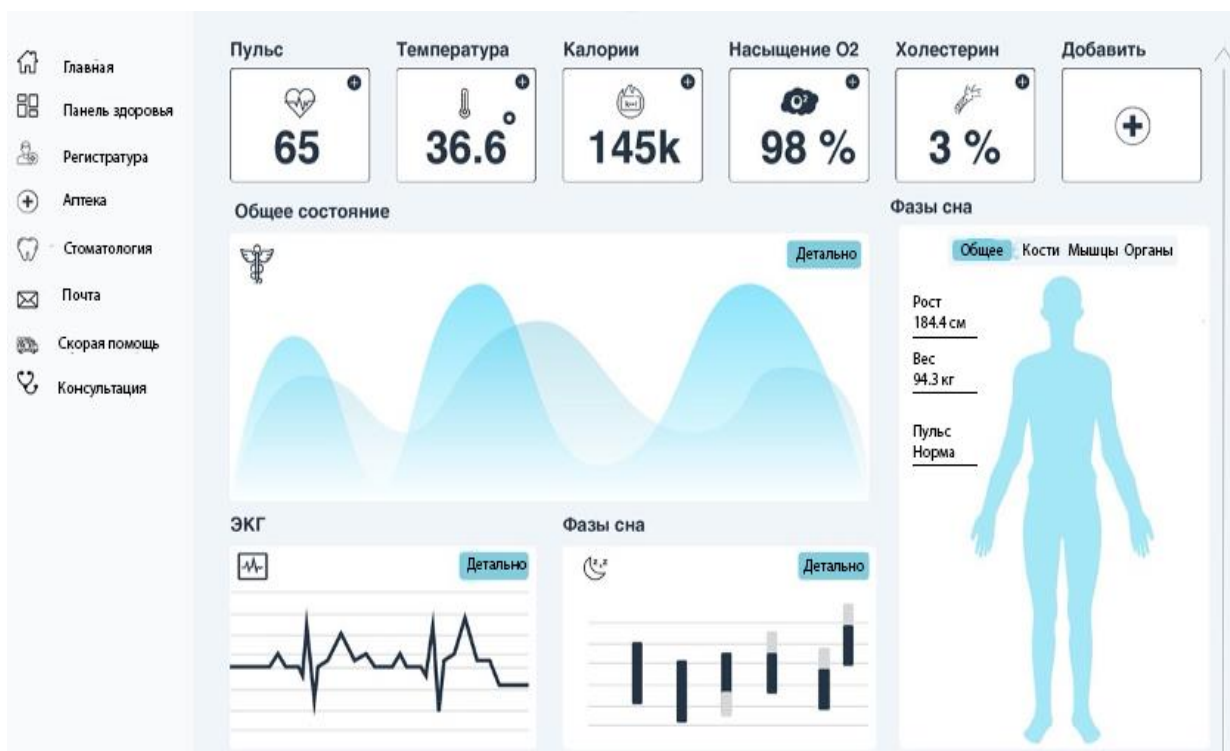 Главная
Панель здоровья
Регистратура
Аптека
Стоматология
Почта
Скорая помощь
Консультация
Пульс
65
Температура
36.6°
Калории
145k
Насыщение О2
O²
98 %
Холестерин
3 %
Добавить
Общее состояние
Детально
Фазы сна
Общее Кости Мышцы Органы
Рост
184.4 см
Вес
94.3 кг
Пульс
Норма
ЭКГ
Детально
Фазы сна
Детально